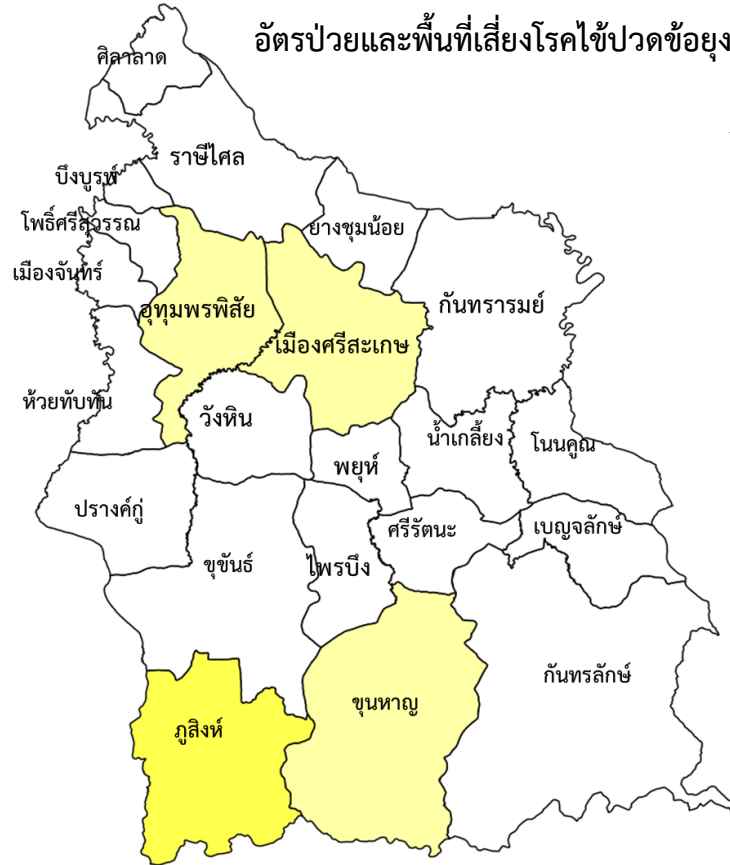 อัตรป่วยและพื้นที่เสี่ยงโรคไข้ปวดข้อยุง
ศิลาลาด
ราษีไศล
บึงบูรพ์
โพธิ์ศรีสุวรรณ
ยางชุมน้อย
เมืองจันทร์
อุทุมพรพิสัย
กันทรารมย์
เมืองศรีสะเกษ
ห้วยทับทัน
วังหิน
น้ำเกลี้ยง
โนนคูณ
พยุห์
ปรางค์กู่
ศรีรัตนะ
เบญจลักษ์
ขุขันธ์
ไพรบึง
กันทรลักษ์
ขุนหาญ
ภูสิงห์